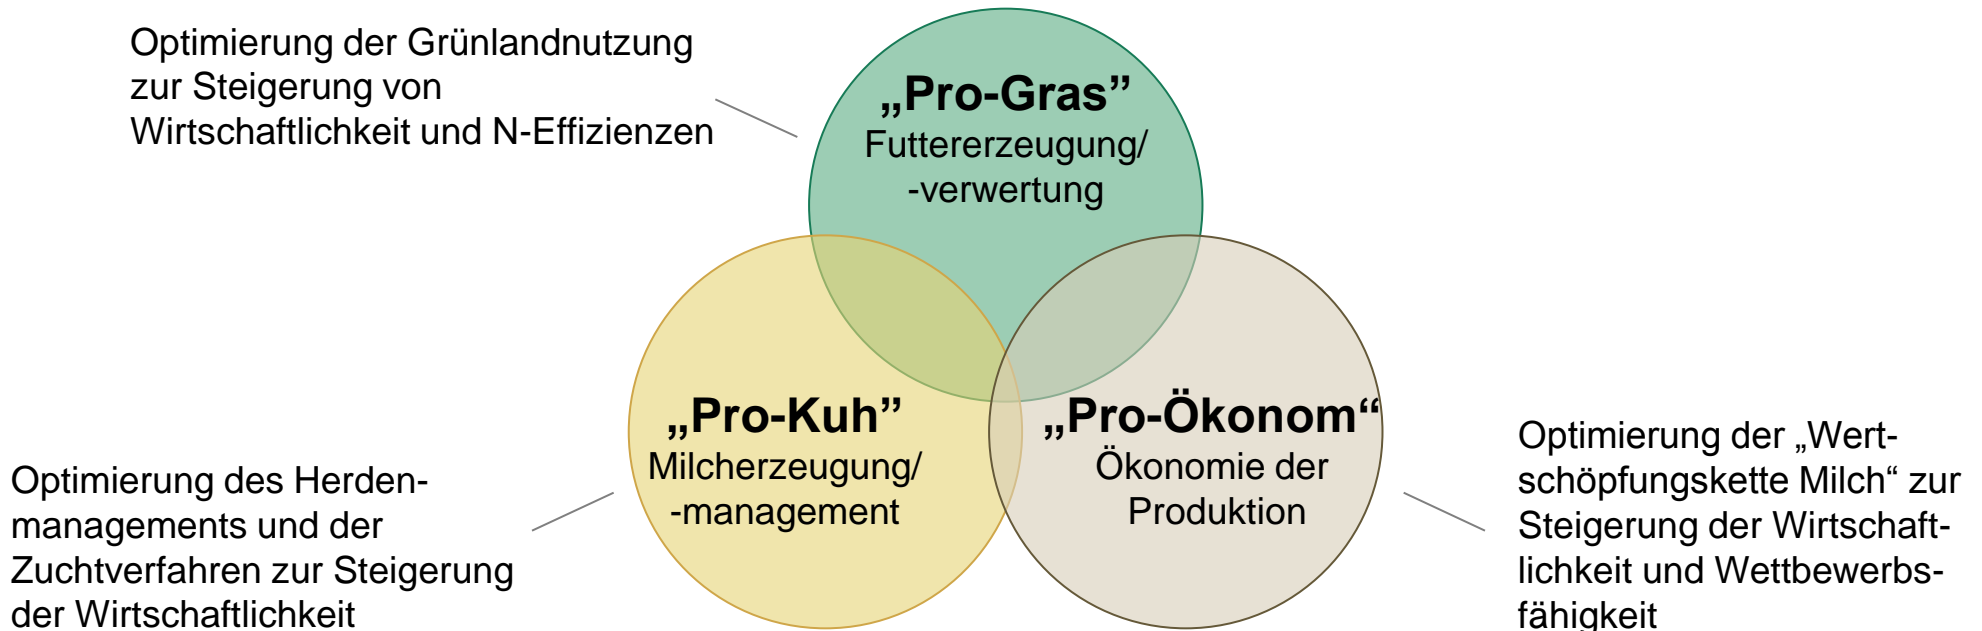 Optimierung der Grünlandnutzung
zur Steigerung von
Wirtschaftlichkeit und N-Effizienzen
„Pro-Gras”
Futtererzeugung/
-verwertung
„Pro-Kuh”
Milcherzeugung/
-management
„Pro-Ökonom“
Ökonomie der
Produktion
Optimierung des Herden-
managements und der
Zuchtverfahren zur Steigerung
der Wirtschaftlichkeit
Optimierung der „Wert-
schöpfungskette Milch“ zur
Steigerung der Wirtschaft-
lichkeit und Wettbewerbs-
fähigkeit